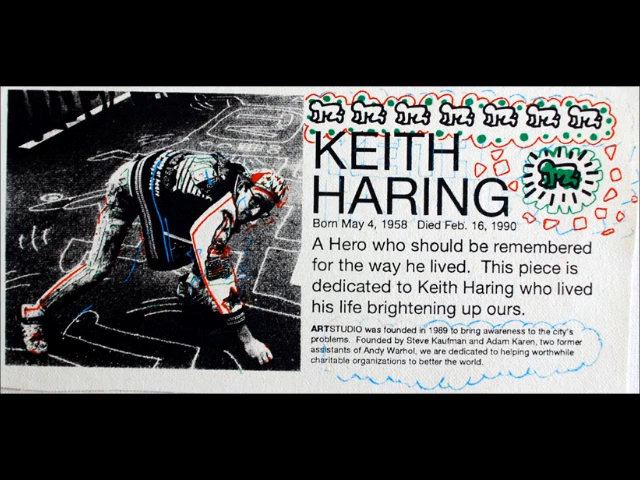 KEITH
HARING
Born May 4, 1958 Died Feb. 16, 1990
A Hero who should be remembered
for the way he lived. This piece is
dedicated to Keith Haring who lived
his life brightening up ours.
ARTSTUDIO was founded in 1989 to bring awareness to the city's
problems. Founded by Steve Kaufman and Adam Karen, two former
assistants of Andy Warhol, we are dedicated to helping worthwhile
charitable organizations to better the world.